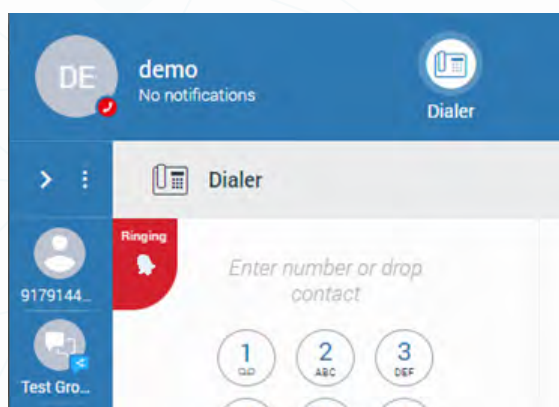 DE
demo
No notifications
Dialer
Dialer
Ringing
Enter number or drop
contact
9179144...
1
2
ABC
3
DEF
Test Gro...